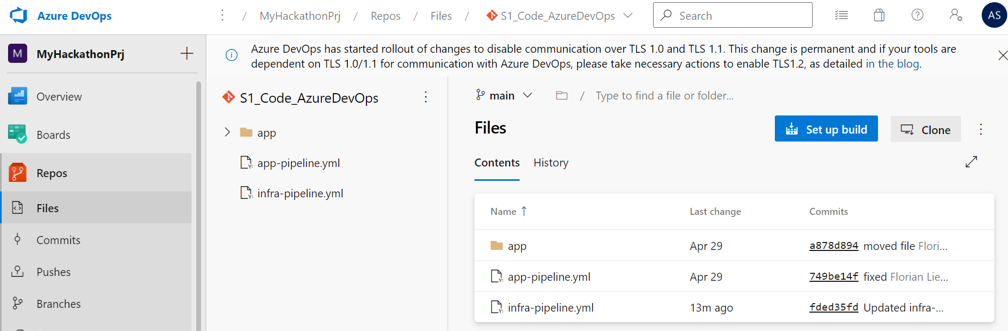 Azure DevOps
/ MyHackathonPrj / Repos / Files / S1_Code_AzureDevOps
Search
AS
M MyHackathonPrj
Azure DevOps has started rollout of changes to disable communication over TLS 1.0 and TLS 1.1. This change is permanent and if your tools are
dependent on TLS 1.0/1.1 for communication with Azure DevOps, please take necessary actions to enable TLS1.2, as detailed in the blog.
Overview
Boards
Repos
Files
Commits
Pushes
Branches
S1_Code_AzureDevOps
app
app-pipeline.yml
infra-pipeline.yml
main / Type to find a file or folder...
Files
Set up build
Clone
Contents History
Name ↑ Last change Commits
app Apr 29 a878d894 moved file Flori...
app-pipeline.yml Apr 29 749be14f fixed Florian Lie...
infra-pipeline.yml 13m ago fded35fd Updated infra-...